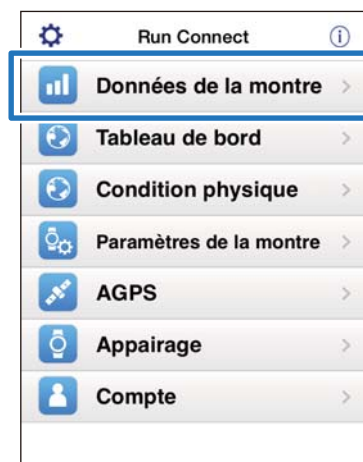 Run Connect
Données de la montre
Tableau de bord
Condition physique
Paramètres de la montre
AGPS
Appairage
Compte